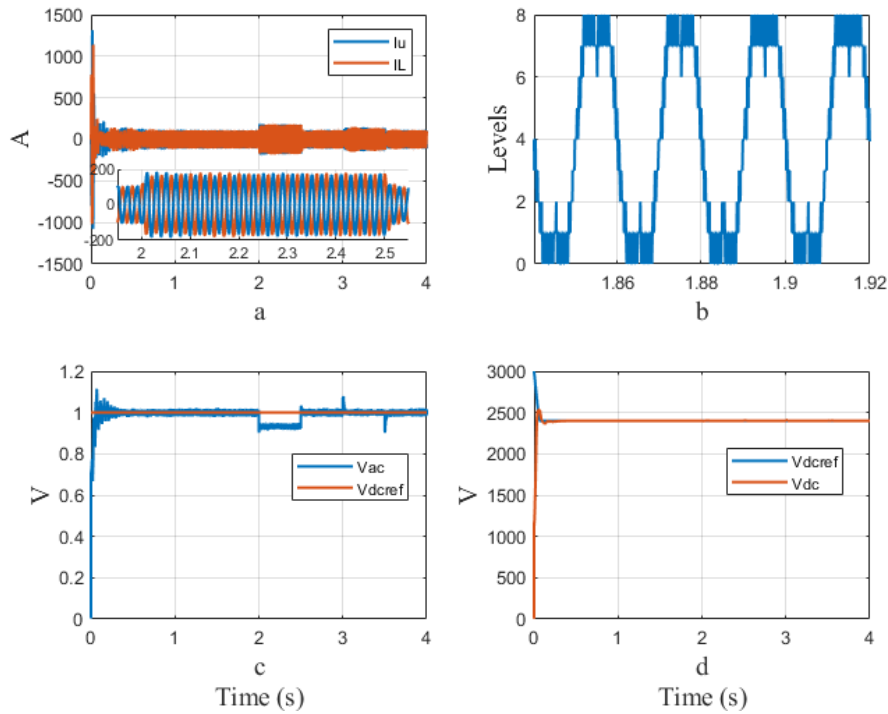 1500
1000
500
0
-500
-1000
-1500
A
Iu
IL
200
0
-200
2
2.1
2.2
2.3
2.4
2.5
0 1 2 3 4
a
8
6
4
2
0
Levels
1.86 1.88 1.9 1.92
b
1.2
1
0.8
0.6
0.4
0.2
0
V
Vac
Vdcref
0 1 2 3 4
c
Time (s)
3000
2500
2000
1500
1000
500
0
V
Vdcref
Vdc
0 1 2 3 4
d
Time (s)